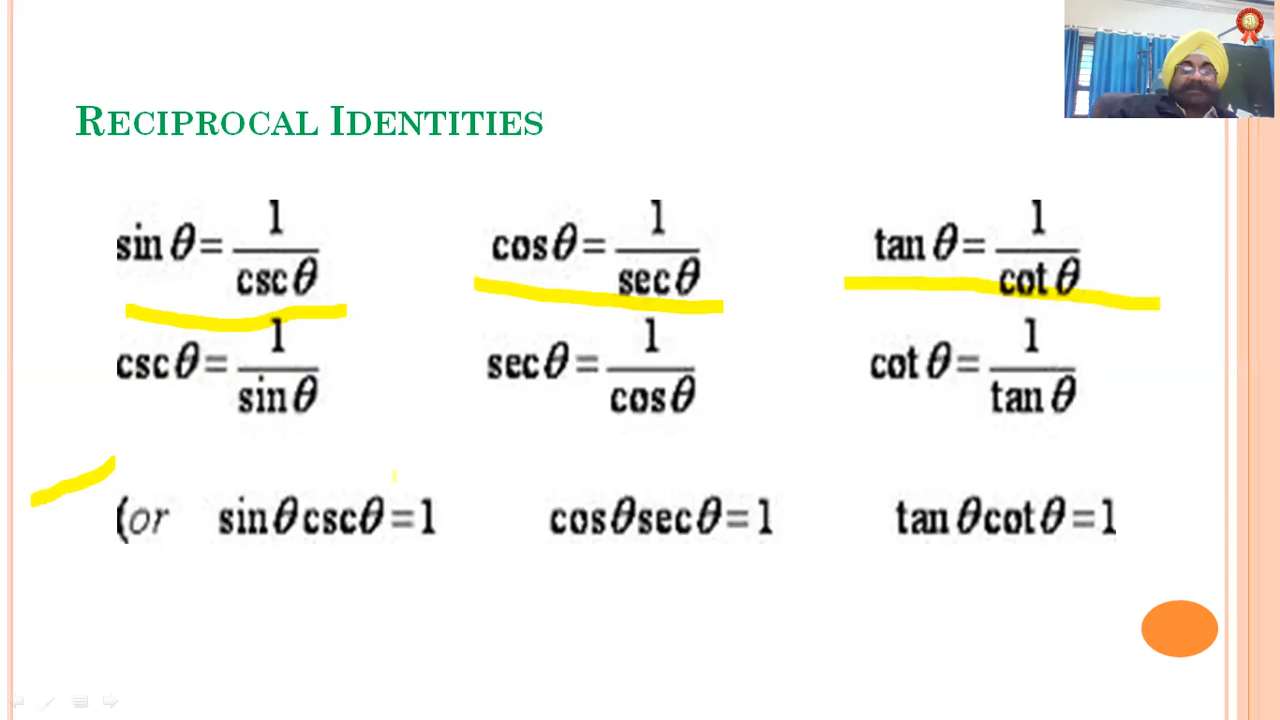 RECIPROCAL IDENTITIES
sin θ = 1/csc θ    cos θ = 1/sec θ    tan θ = 1/cot θ
csc θ = 1/sin θ    sec θ = 1/cos θ    cot θ = 1/tan θ
(or sin θ csc θ = 1    cos θ sec θ = 1    tan θ cot θ = 1